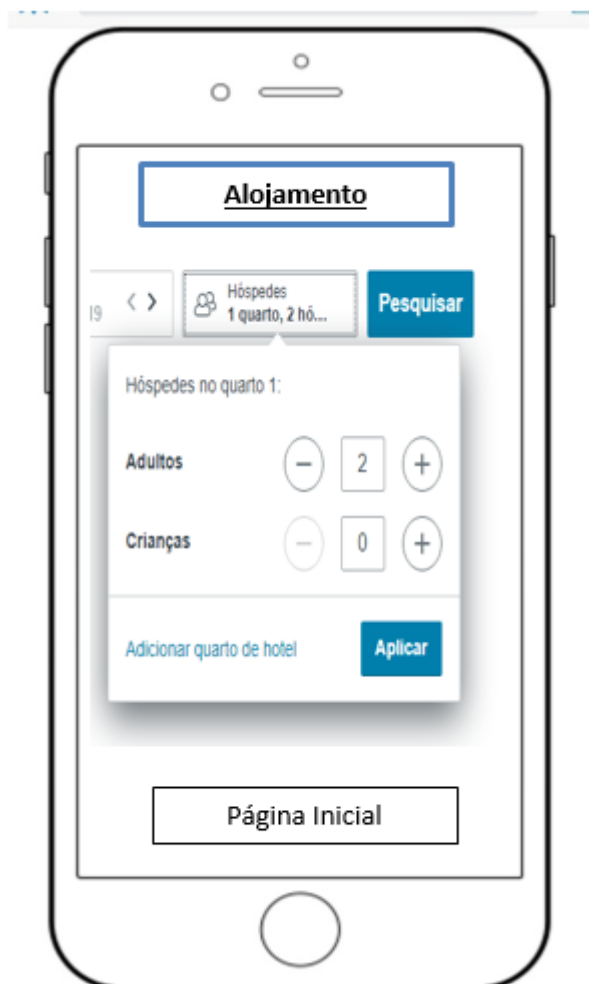 Alojamento
19
Hóspedes
1 quarto, 2 hó...
Pesquisar
Hóspedes no quarto 1:
Adultos
2
Crianças
0
Adicionar quarto de hotel
Aplicar
Página Inicial